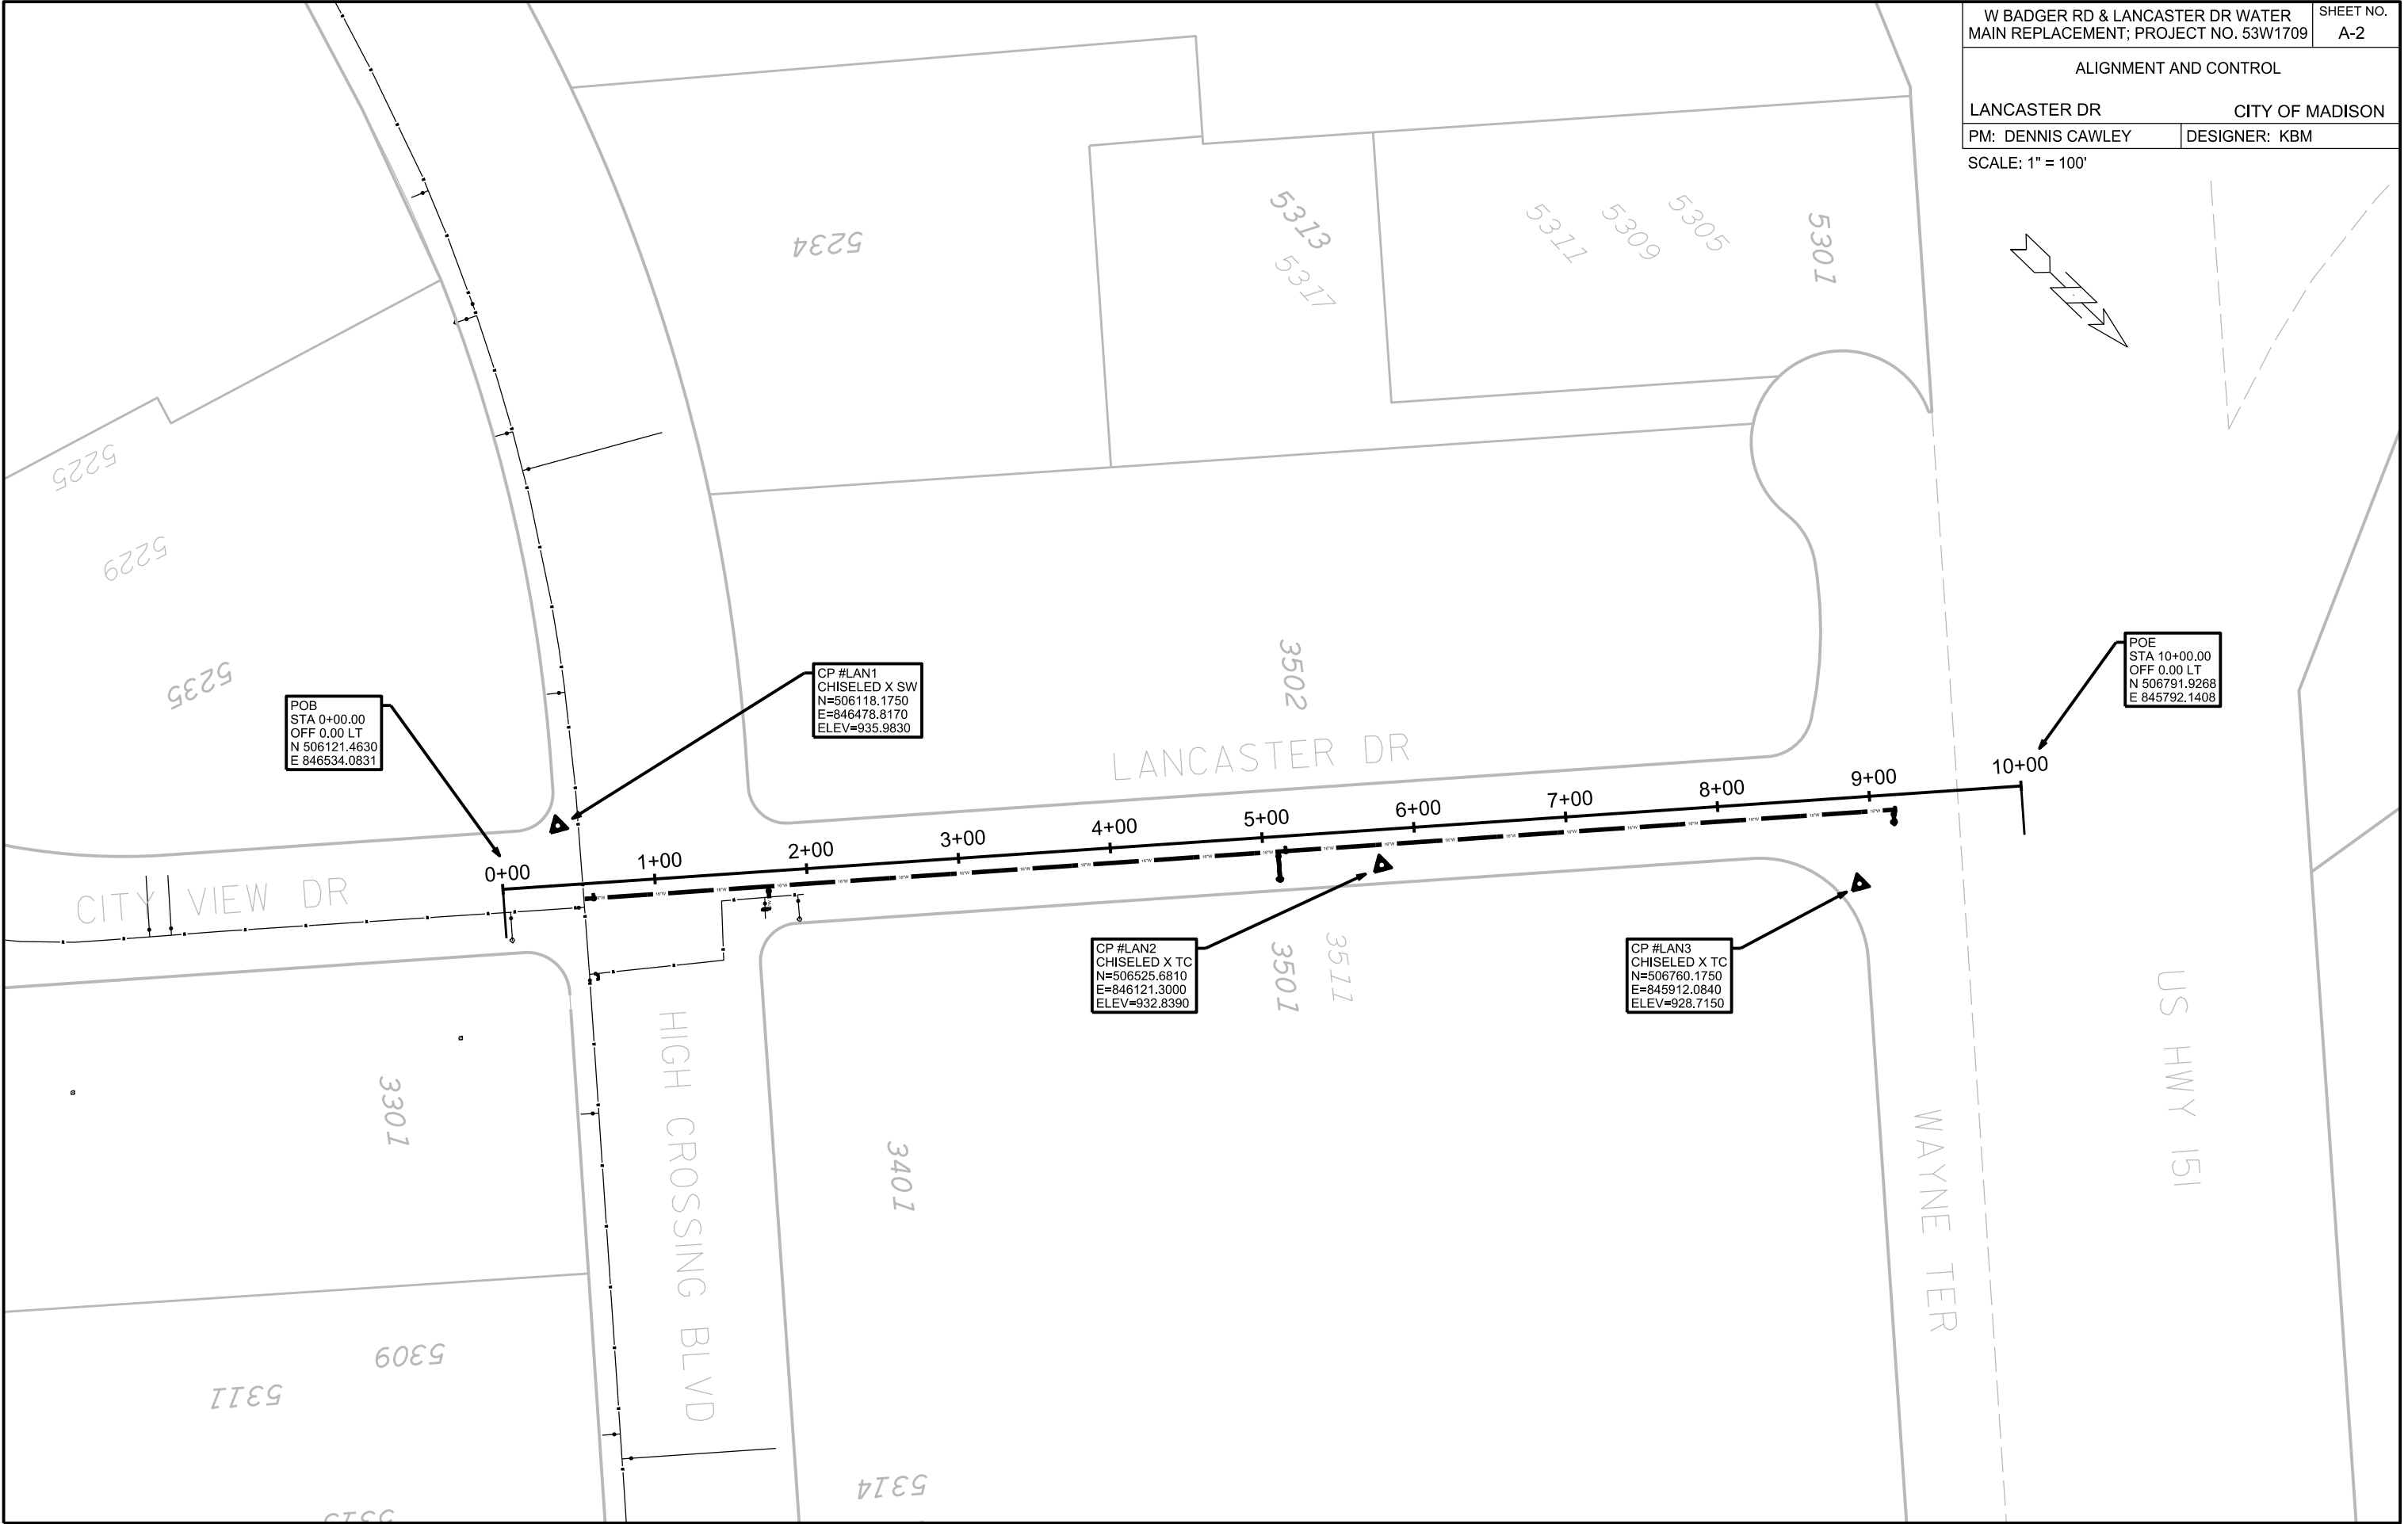 W BADGER RD & LANCASTER DR WATER
MAIN REPLACEMENT; PROJECT NO. 53W1709
SHEET NO.
A-2
ALIGNMENT AND CONTROL
LANCASTER DR
CITY OF MADISON
PM: DENNIS CAWLEY
DESIGNER: KBM
SCALE: 1" = 100'
5234
5313
5317
5311
5309
5305
5301
5225
5229
5235
3502
LANCASTER DR
POB
STA 0+00.00
OFF 0.00 LT
N 506121.4630
E 846534.0831
CP #LAN1
CHISELED X SW
N=506118.1750
E=846478.8170
ELEV=935.9830
POE
STA 10+00.00
OFF 0.00 LT
N 506791.9268
E 845792.1408
0+00
1+00
2+00
3+00
4+00
5+00
6+00
7+00
8+00
9+00
10+00
CITY VIEW DR
CP #LAN2
CHISELED X TC
N=506525.6810
E=846121.3000
ELEV=932.8390
3501
3511
CP #LAN3
CHISELED X TC
N=506760.1750
E=845912.0840
ELEV=928.7150
3301
HIGH CROSSING BLVD
3401
WAYNE TER
US HWY 151
5309
5311
5314